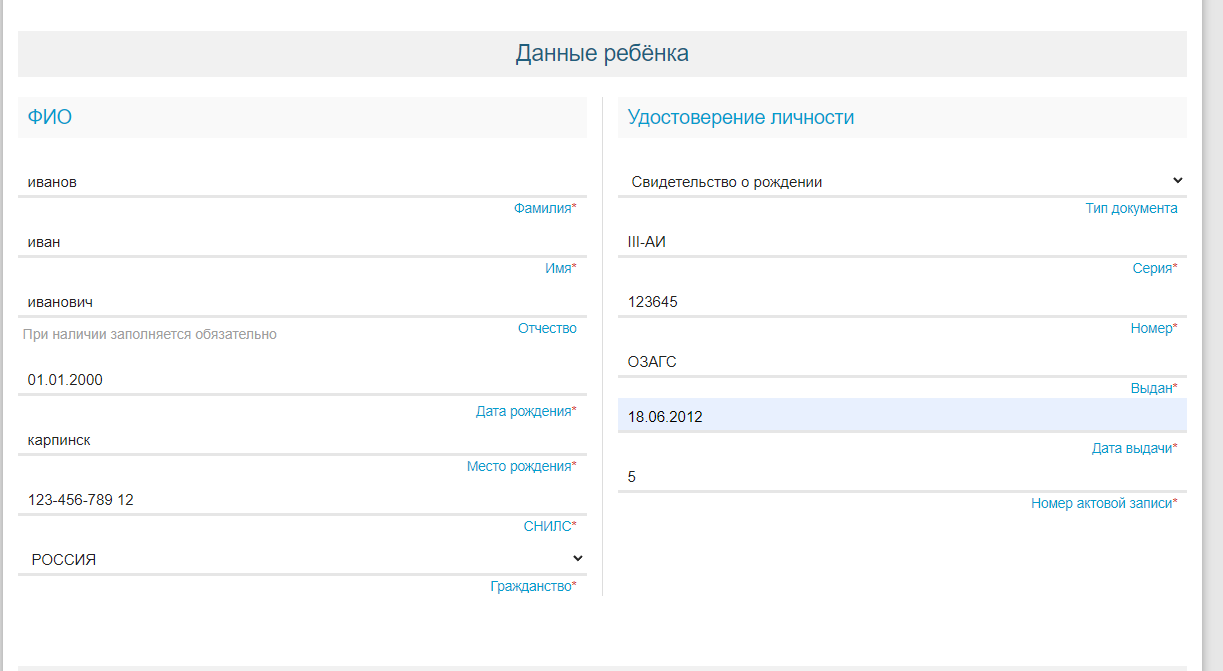 Данные ребёнка
ФИО
иванов
Фамилия*
иван
Имя*
иванович
При наличии заполняется обязательно
Отчество
01.01.2000
Дата рождения*
карпинск
Место рождения*
123-456-789 12
СНИЛС*
РОССИЯ
Гражданство*
Удостоверение личности
Свидетельство о рождении
Тип документа
III-АИ
Серия*
123645
Номер*
ОЗАГС
Выдан*
18.06.2012
Дата выдачи*
5
Номер актовой записи*